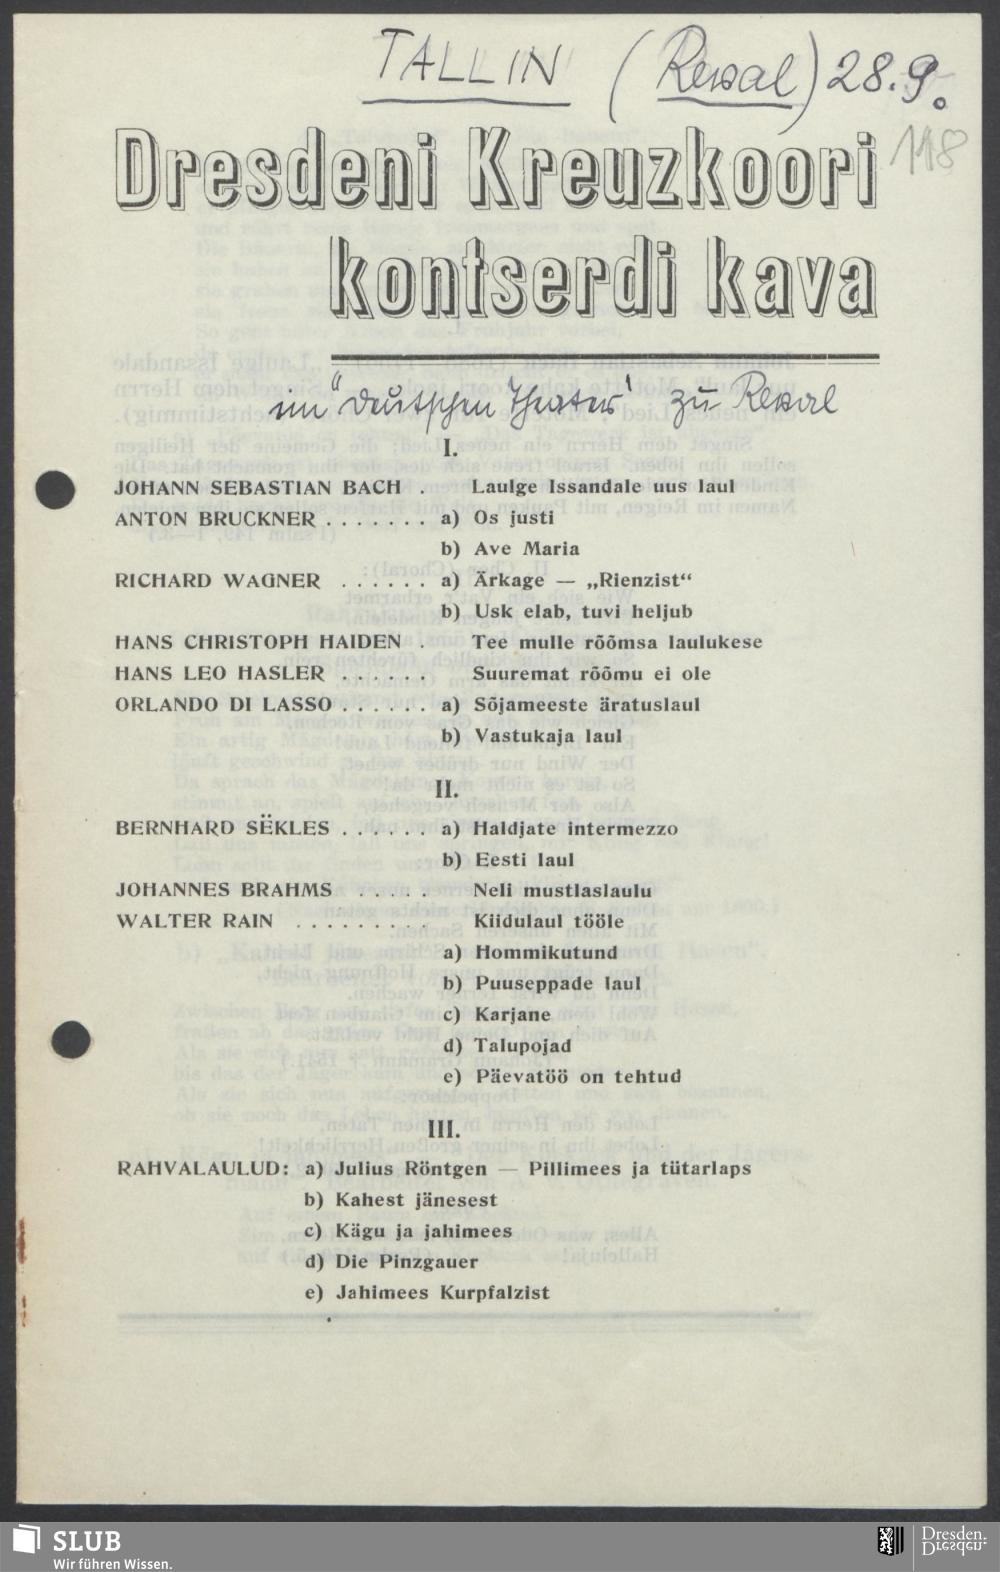 TALLIN (Rewal) 28.9.
118
Dresdeni Kreuzkoori
kontserdi kava
im "Deutschen Theater" zu Rewal
I.
JOHANN SEBASTIAN BACH . Laulge Issandale uus laul
ANTON BRUCKNER . . . . . . . a) Os justi
b) Ave Maria
RICHARD WAGNER . . . . . . a) Ärkage — „Rienzist“
b) Usk elab, tuvi heljub
HANS CHRISTOPH HAIDEN . Tee mulle rõõmsa laulukese
HANS LEO HASLER . . . . . . Suuremat rõõmu ei ole
ORLANDO DI LASSO . . . . . . a) Sõjameeste äratuslaul
b) Vastukaja laul
II.
BERNHARD SËKLES . . . . . . a) Haldjate intermezzo
b) Eesti laul
JOHANNES BRAHMS . . . . . Neli mustlaslaulu
WALTER RAIN . . . . . . . . . Kiidulaul tööle
a) Hommikutund
b) Puuseppade laul
c) Karjane
d) Talupojad
e) Päevatöö on tehtud
III.
RAHVALAULUD: a) Julius Röntgen — Pillimees ja tütarlaps
b) Kahest jänesest
c) Kägu ja jahimees
d) Die Pinzgauer
e) Jahimees Kurpfalzist
SLUB
Wir führen Wissen.
Dresden.
Dresden.